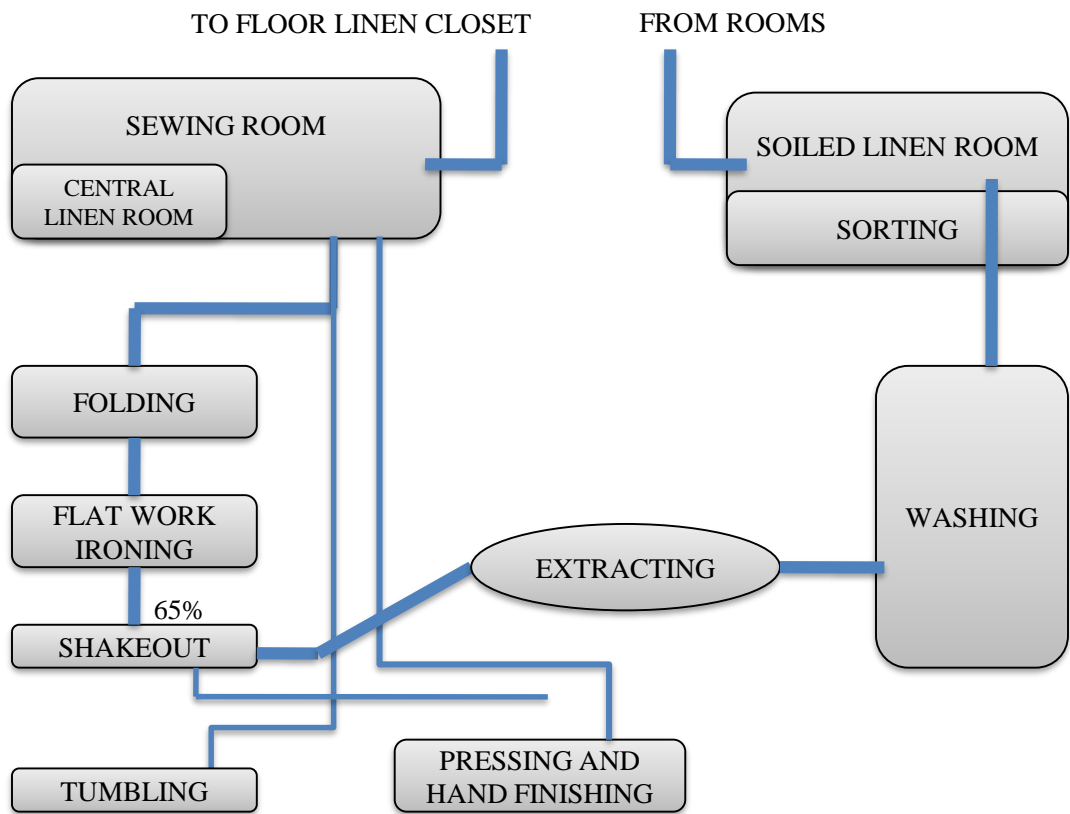 TO FLOOR LINEN CLOSET
FROM ROOMS
SEWING ROOM
CENTRAL
LINEN ROOM
SOILED LINEN ROOM
SORTING
FOLDING
FLAT WORK
IRONING
WASHING
EXTRACTING
65%
SHAKEOUT
TUMBLING
PRESSING AND
HAND FINISHING